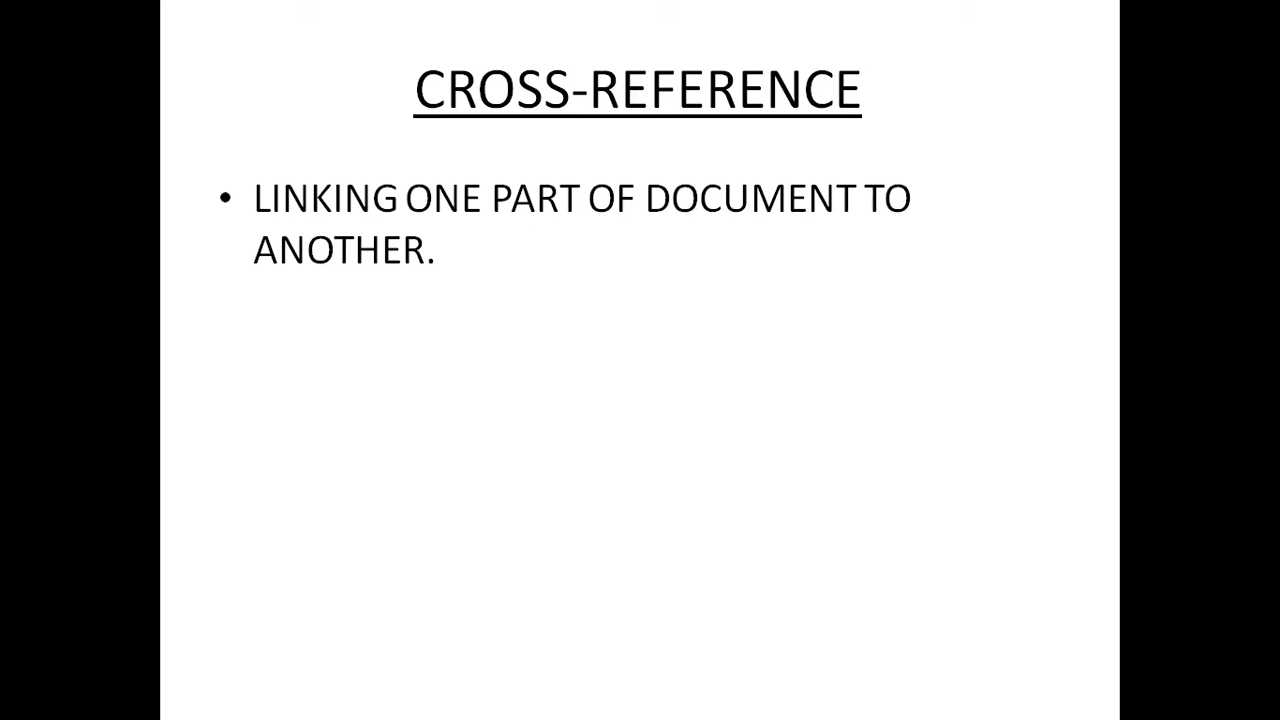 CROSS-REFERENCE
• LINKING ONE PART OF DOCUMENT TO
ANOTHER.